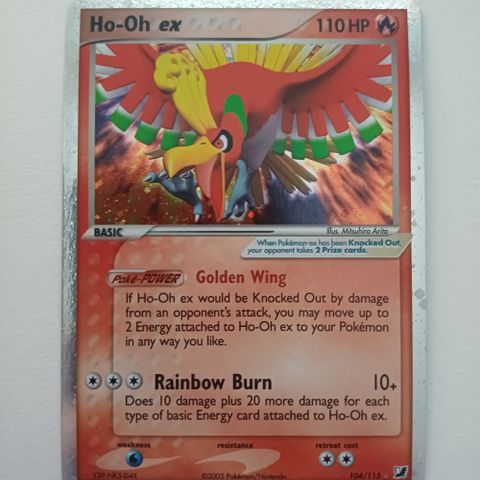 Ho-Oh ex 110 HP
Illus. Mitsuhiro Arita
BASIC
When Pokémon-ex has been Knocked Out,
your opponent takes 2 Prize cards.
Poké-POWER Golden Wing
If Ho-Oh ex would be Knocked Out by damage
from an opponent's attack, you may move up
to 2 Energy attached to Ho-Oh ex to your Pokémon
in any way you like.
Rainbow Burn 10+
Does 10 damage plus 20 more damage for each
type of basic Energy card attached to Ho-Oh ex.
weakness resistance retreat cost
©2005 Pokémon/Nintendo 104/115